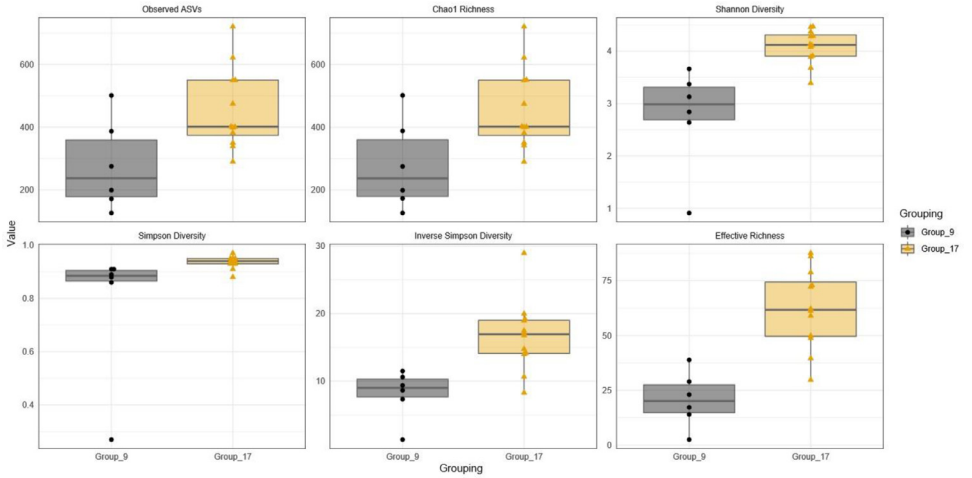 Observed ASVs
Chao1 Richness
Shannon Diversity
600
400
200
600
400
200
4
3
2
1
Value
Simpson Diversity
Inverse Simpson Diversity
Effective Richness
1.0
0.8
0.6
0.4
30
20
10
75
50
25
0
Group_9
Group_17
Group_9
Group_17
Group_9
Group_17
Grouping
Grouping
Group_9
Group_17